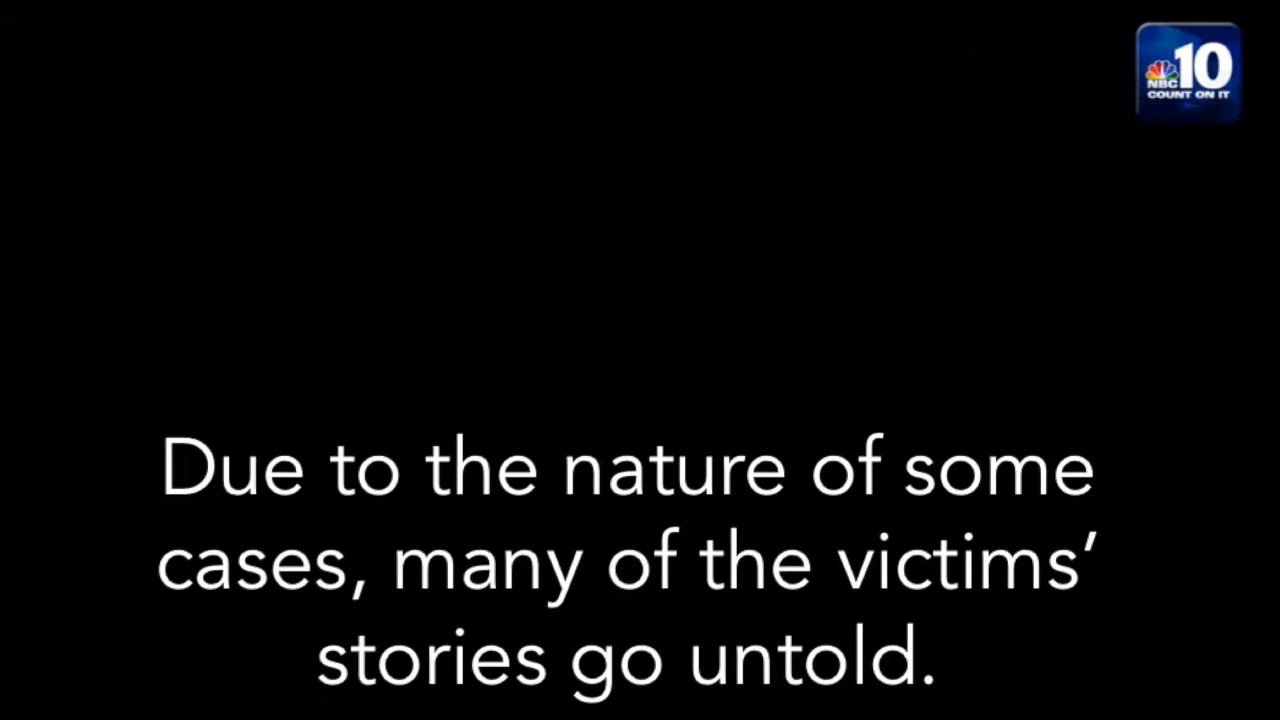 10
NBC
COUNT ON IT
Due to the nature of some
cases, many of the victims’
stories go untold.